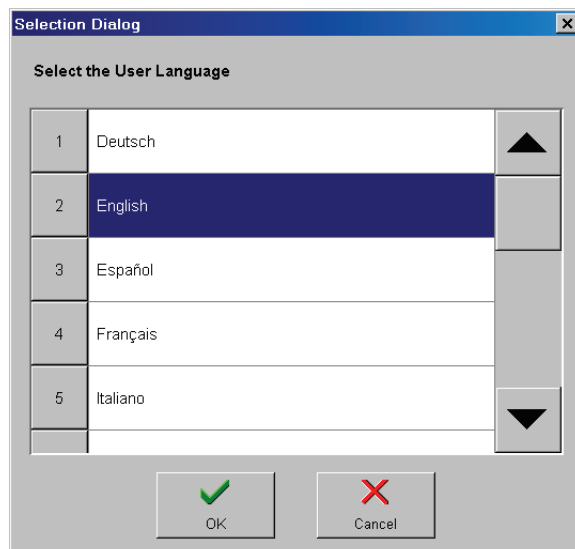 Selection Dialog
Select the User Language
1 Deutsch
2 English
3 Español
4 Français
5 Italiano
OK Cancel